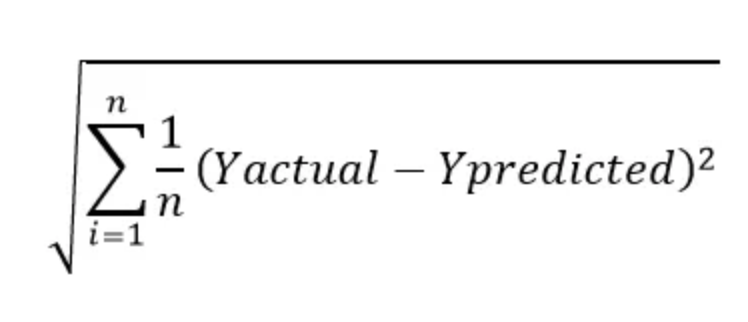 √ n ∑ i=1 1/n (Yactual − Ypredicted)²